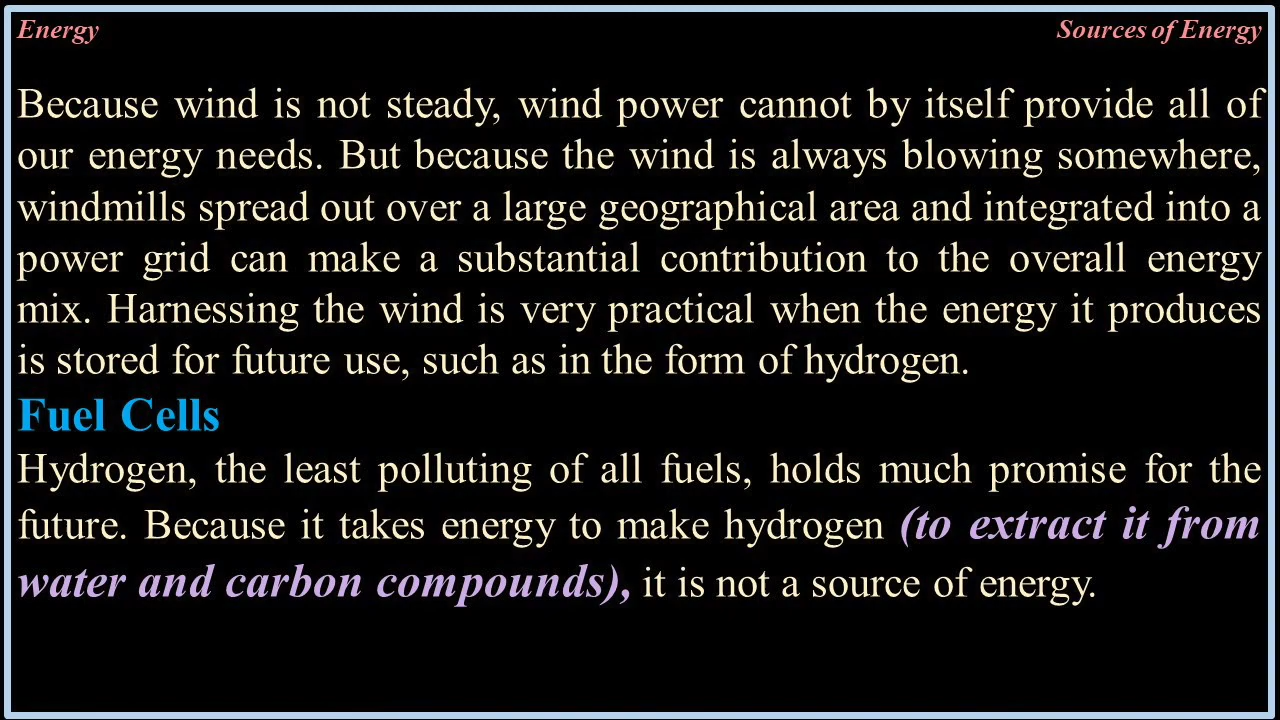 Energy
Sources of Energy
Because wind is not steady, wind power cannot by itself provide all of
our energy needs. But because the wind is always blowing somewhere,
windmills spread out over a large geographical area and integrated into a
power grid can make a substantial contribution to the overall energy
mix. Harnessing the wind is very practical when the energy it produces
is stored for future use, such as in the form of hydrogen.
Fuel Cells
Hydrogen, the least polluting of all fuels, holds much promise for the
future. Because it takes energy to make hydrogen (to extract it from
water and carbon compounds), it is not a source of energy.